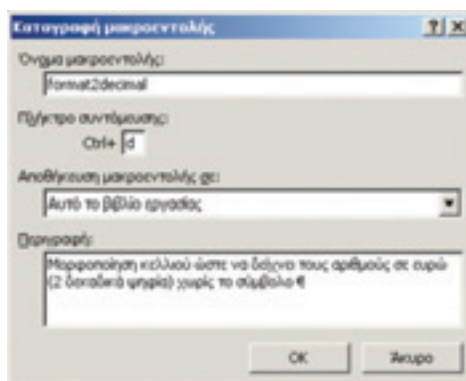 Καταγραφή μακροεντολής
Όνομα μακροεντολής:
format2decimal
Πλήκτρο συντόμευσης:
Ctrl+ d
Αποθήκευση μακροεντολής σε:
Αυτό το βιβλίο εργασίας
Περιγραφή:
Μορφοποίηση κελλιού ώστε να δείχνει τους αριθμούς σε ευρώ
(2 δεκαδικά ψηφία) χωρίς το σύμβολο €
OK Άκυρο